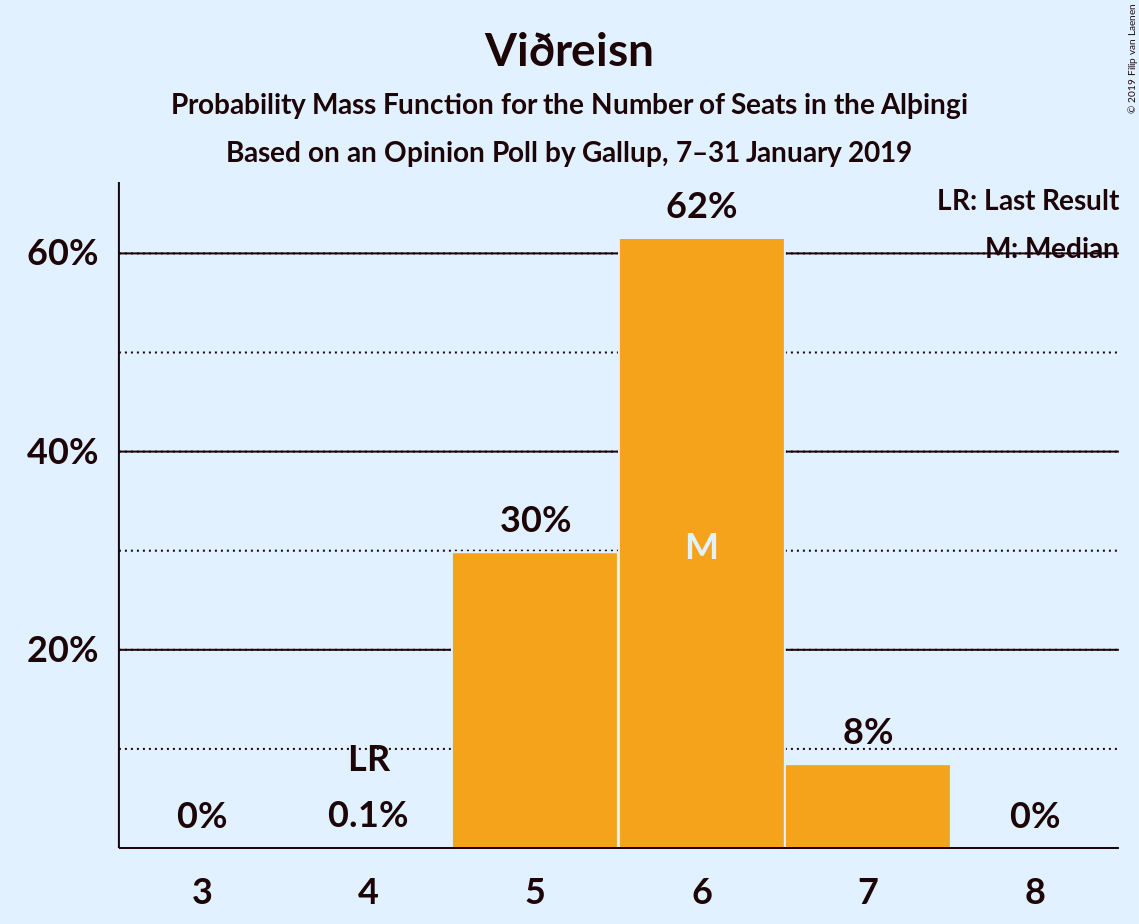 Viðreisn
Probability Mass Function for the Number of Seats in the Alþingi
Based on an Opinion Poll by Gallup, 7–31 January 2019
© 2019 Filip van Laenen
LR: Last Result
M: Median
62%
60%
40%
30%
M
20%
8%
LR
0%
0.1%
0%
3
4
5
6
7
8